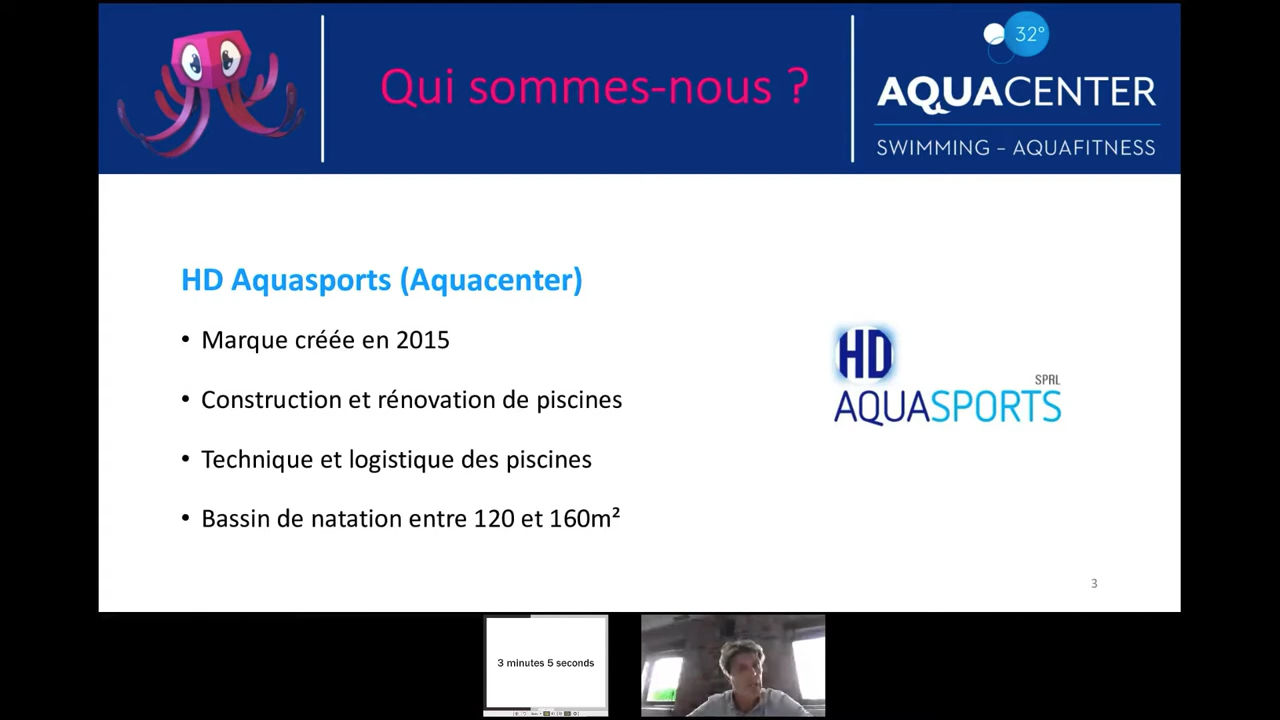 Qui sommes-nous ?
32°
AQUACENTER
SWIMMING – AQUAFITNESS
HD Aquasports (Aquacenter)
• Marque créée en 2015
• Construction et rénovation de piscines
• Technique et logistique des piscines
• Bassin de natation entre 120 et 160m²
HD
SPRL
AQUASPORTS
3
3 minutes 5 seconds